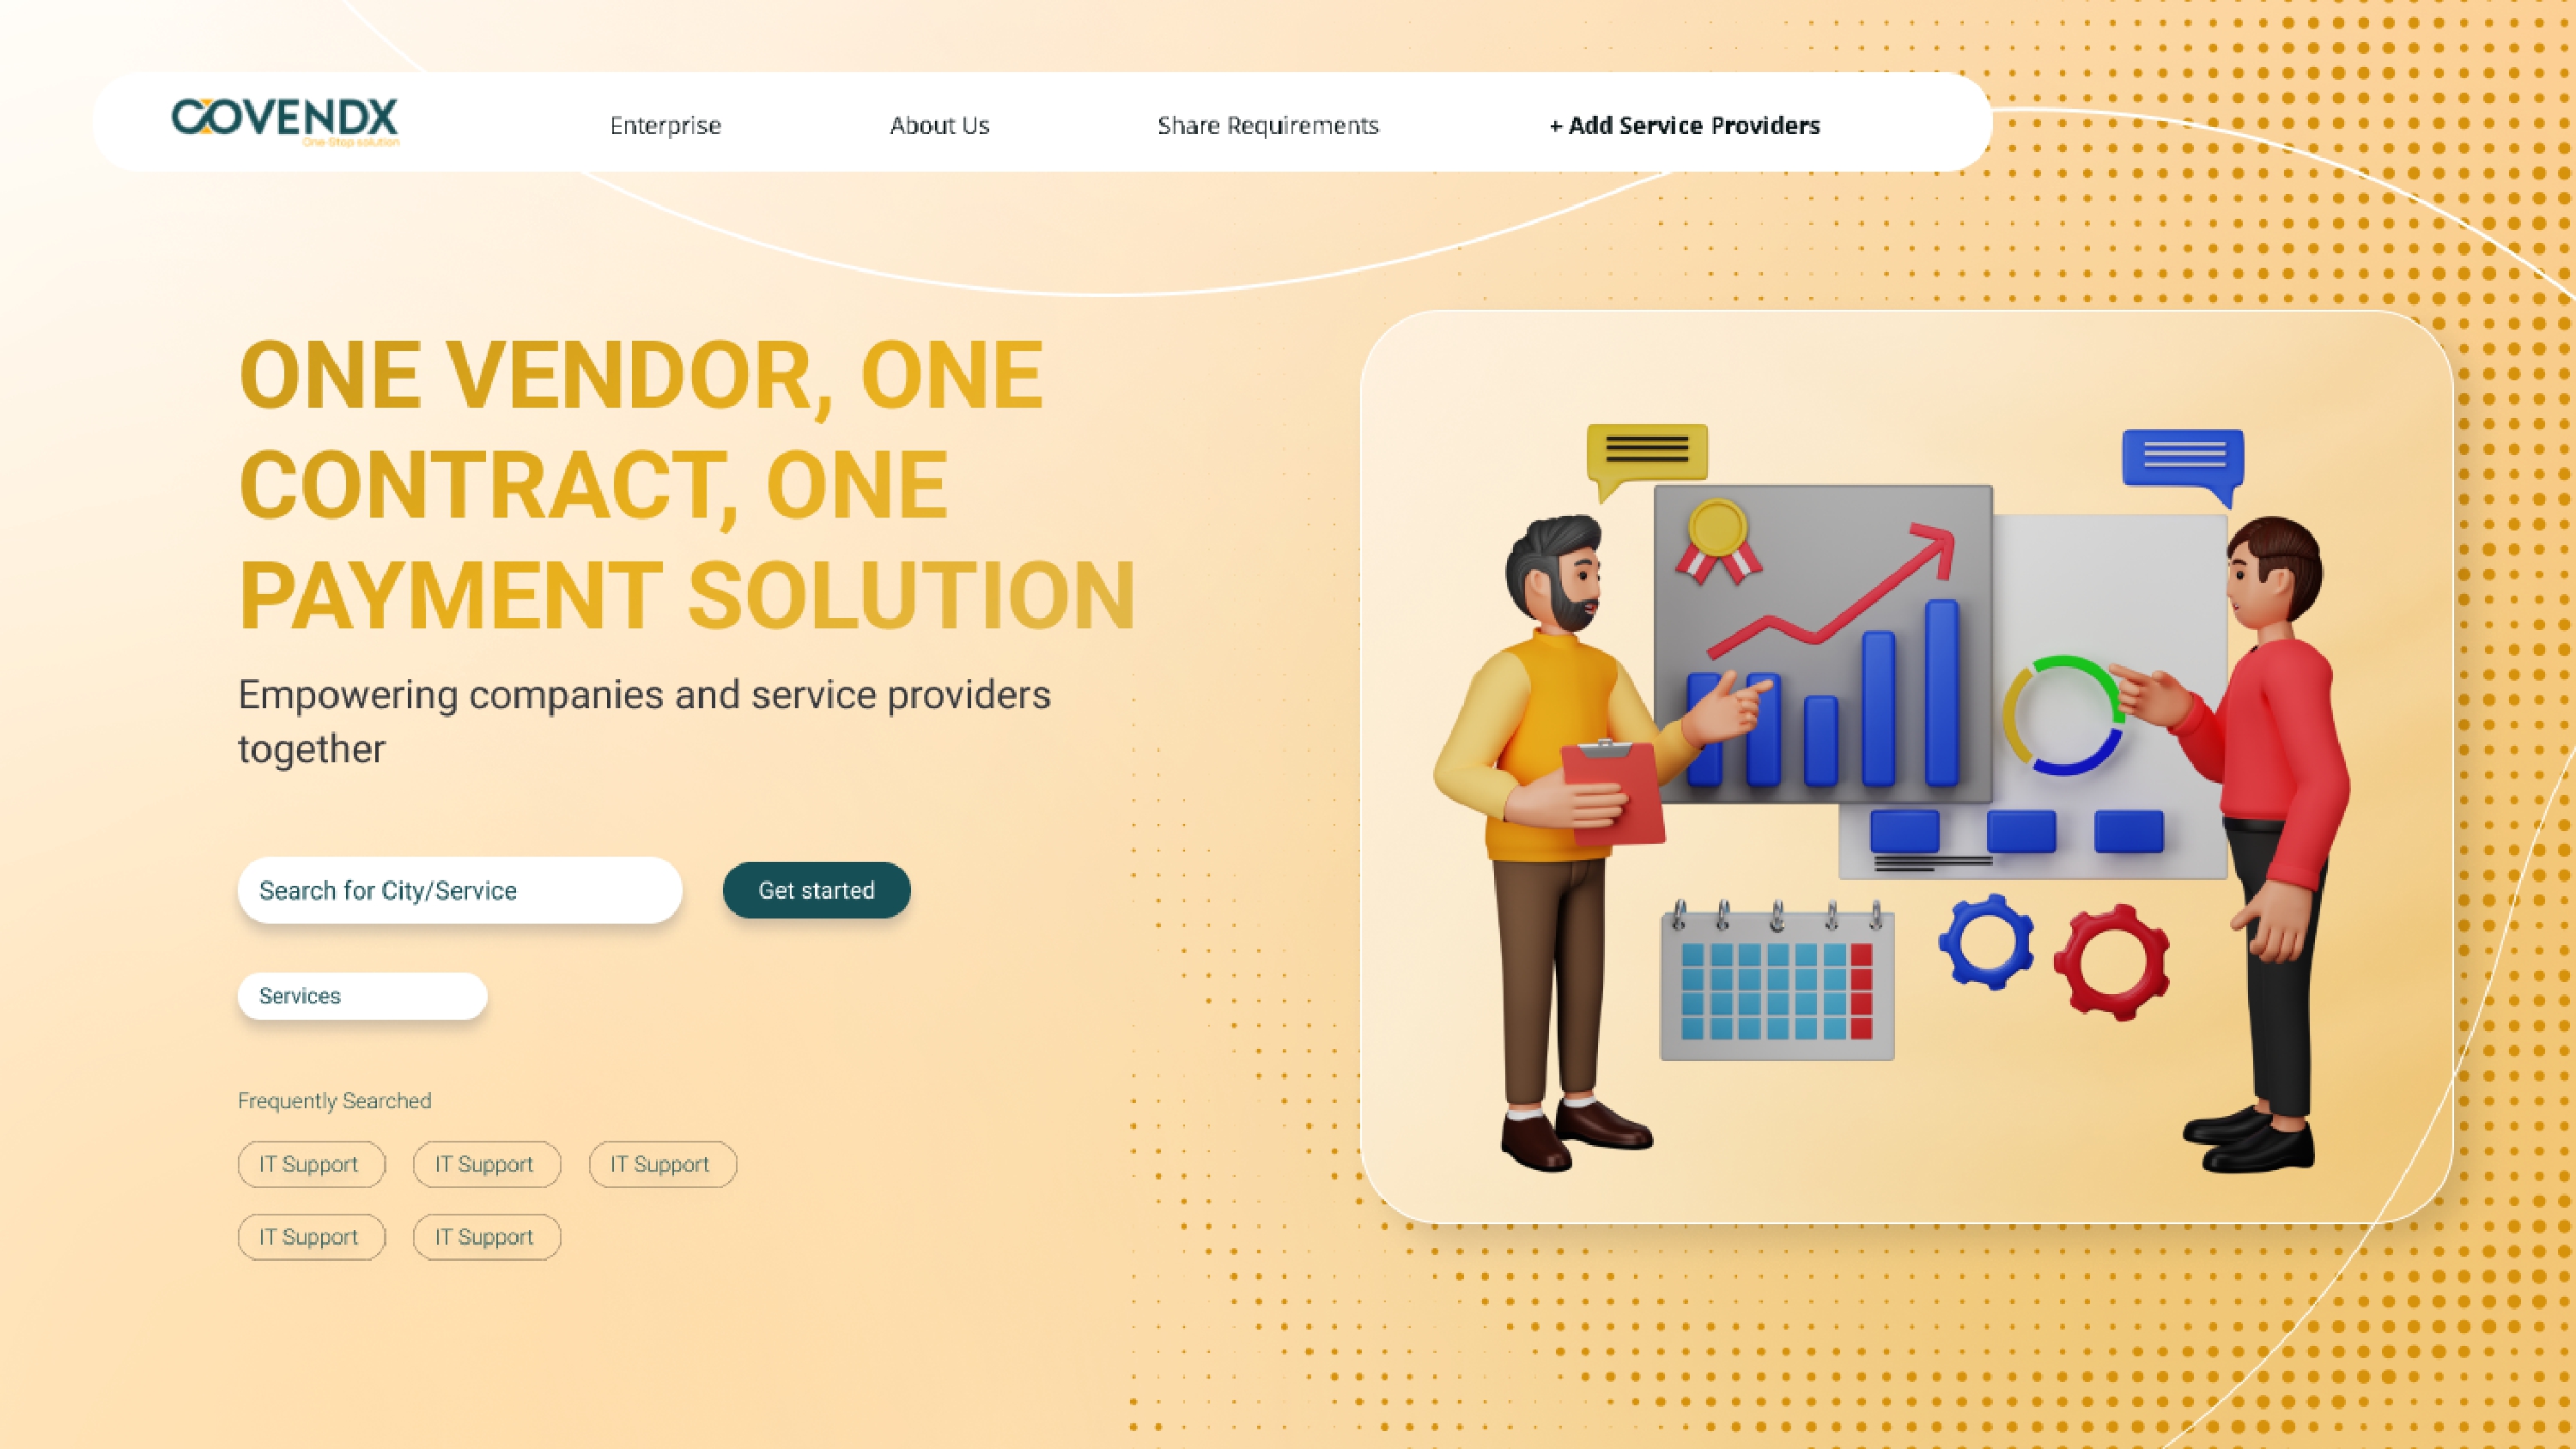 COVENDX
One Stop solution
Enterprise
About Us
Share Requirements
+ Add Service Providers
ONE VENDOR, ONE
CONTRACT, ONE
PAYMENT SOLUTION
Empowering companies and service providers
together
Search for City/Service
Get started
Services
Frequently Searched
IT Support
IT Support
IT Support
IT Support
IT Support